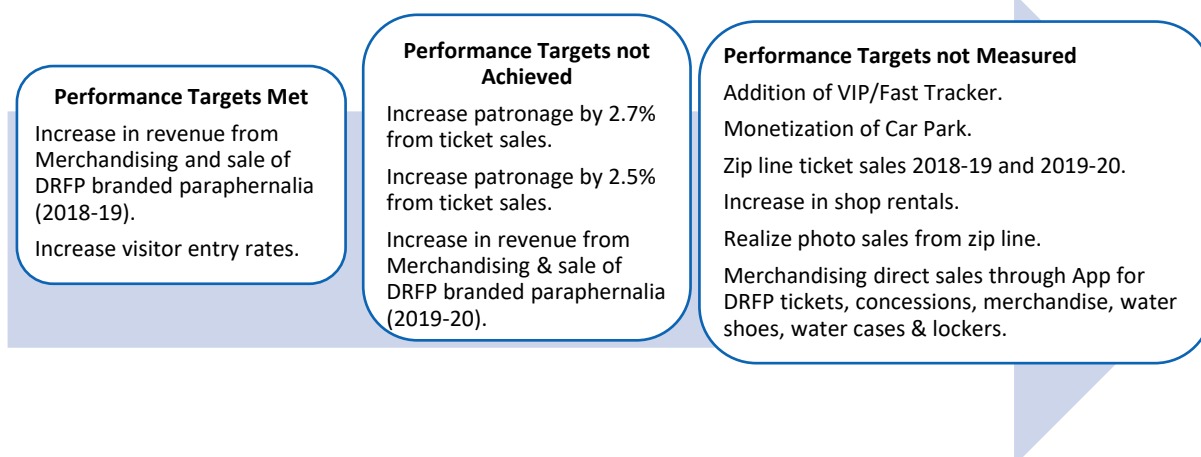 Performance Targets Met
Increase in revenue from
Merchandising and sale of
DRFP branded paraphernalia
(2018-19).
Increase visitor entry rates.
Performance Targets not
Achieved
Increase patronage by 2.7%
from ticket sales.
Increase patronage by 2.5%
from ticket sales.
Increase in revenue from
Merchandising & sale of
DRFP branded paraphernalia
(2019-20).
Performance Targets not Measured
Addition of VIP/Fast Tracker.
Monetization of Car Park.
Zip line ticket sales 2018-19 and 2019-20.
Increase in shop rentals.
Realize photo sales from zip line.
Merchandising direct sales through App for
DRFP tickets, concessions, merchandise, water
shoes, water cases & lockers.